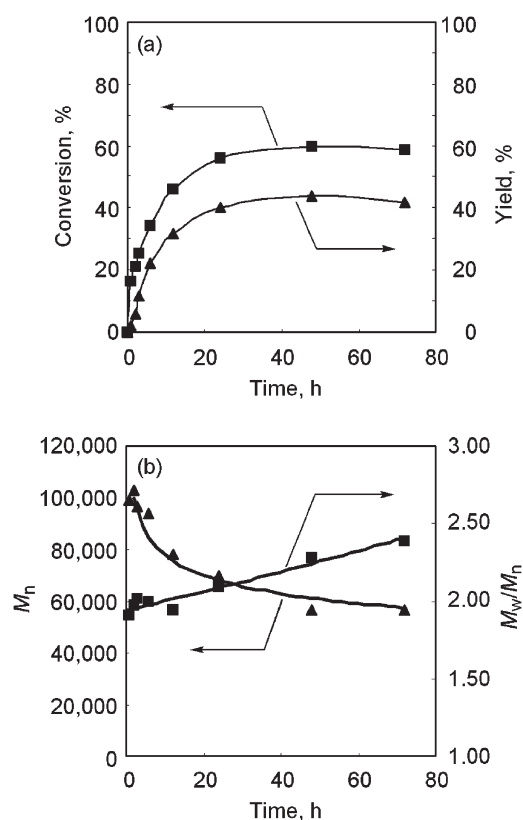 (a)
Conversion, %
100
80
60
40
20
0
Yield, %
100
80
60
40
20
0
0 20 40 60 80
Time, h
(b)
Mn
120,000
100,000
80,000
60,000
40,000
20,000
0
Mw/Mn
3.00
2.50
2.00
1.50
1.00
0 20 40 60 80
Time, h